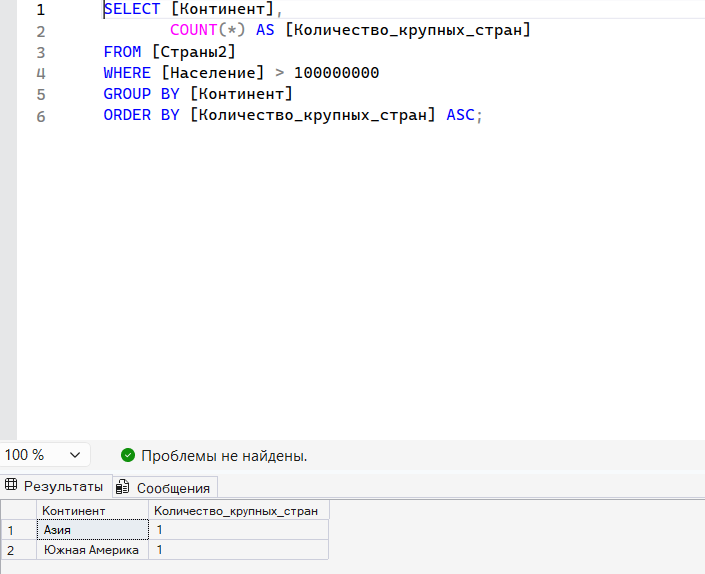 1 SELECT [Континент],
2 COUNT(*) AS [Количество_крупных_стран]
3 FROM [Страны2]
4 WHERE [Население] > 100000000
5 GROUP BY [Континент]
6 ORDER BY [Количество_крупных_стран] ASC;
100 % Проблемы не найдены.
Результаты Сообщения
Континент Количество_крупных_стран
1 Азия 1
2 Южная Америка 1